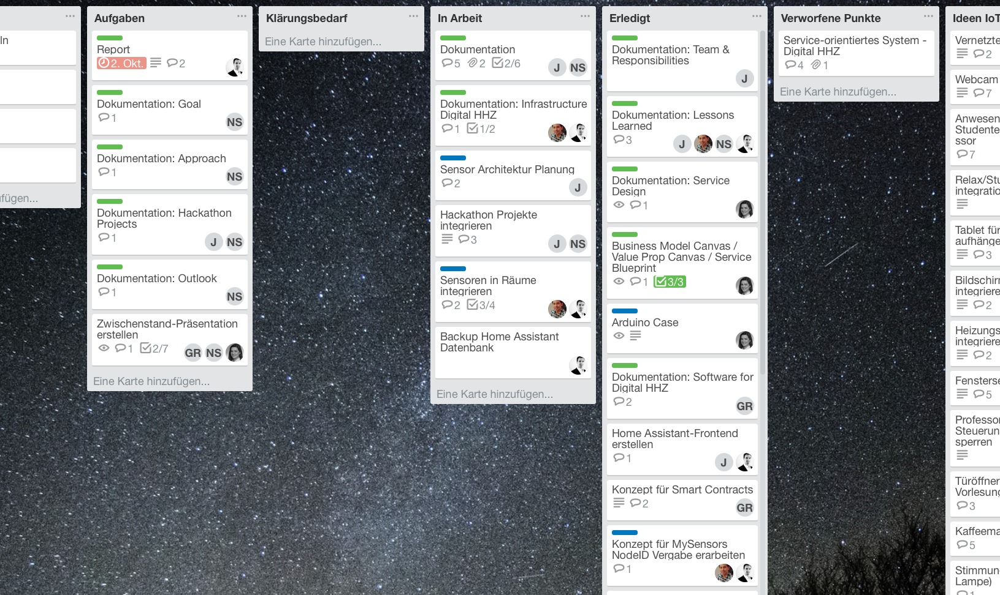 ln
ufügen...
Aufgaben
Report
2. Okt.
2
Dokumentation: Goal
1
NS
Dokumentation: Approach
1
NS
Dokumentation: Hackathon
Projects
1
J NS
Dokumentation: Outlook
1
NS
Zwischenstand-Präsentation
erstellen
1 2/7
GR NS
Eine Karte hinzufügen...
Klärungsbedarf
Eine Karte hinzufügen...
In Arbeit
Dokumentation
5 2 2/6
J NS
Dokumentation: Infrastructure
Digital HHZ
1 1/2
Sensor Architektur Planung
2
J
Hackathon Projekte
integrieren
3
J NS
Sensoren in Räume
integrieren
2 3/4
Backup Home Assistant
Datenbank
Eine Karte hinzufügen...
Erledigt
Dokumentation: Team &
Responsibilities
J
Dokumentation: Lessons
Learned
3
J NS
Dokumentation: Service
Design
1
Business Model Canvas /
Value Prop Canvas / Service
Blueprint
1 3/3
Arduino Case
Dokumentation: Software for
Digital HHZ
2
GR
Home Assistant-Frontend
erstellen
1
J
Konzept für Smart Contracts
2
GR
Konzept für MySensors
NodeID Vergabe erarbeiten
1
Verworfene Punkte
Service-orientiertes System -
Digital HHZ
4 1
Eine Karte hinzufügen...
Ideen IoT
Vernetzte
2
Webcam
7
Anwesen
Studente
ssor
7
Relax/Stu
integratio
Tablet für
aufhänge
3
Bildschirm
integriere
2
Heizungs
integriere
2
Fensterse
5
Professor
Steuerun
sperren
Türöffner
Vorlesung
3
Kaffeema
5
Stimmun
Lampe)
1